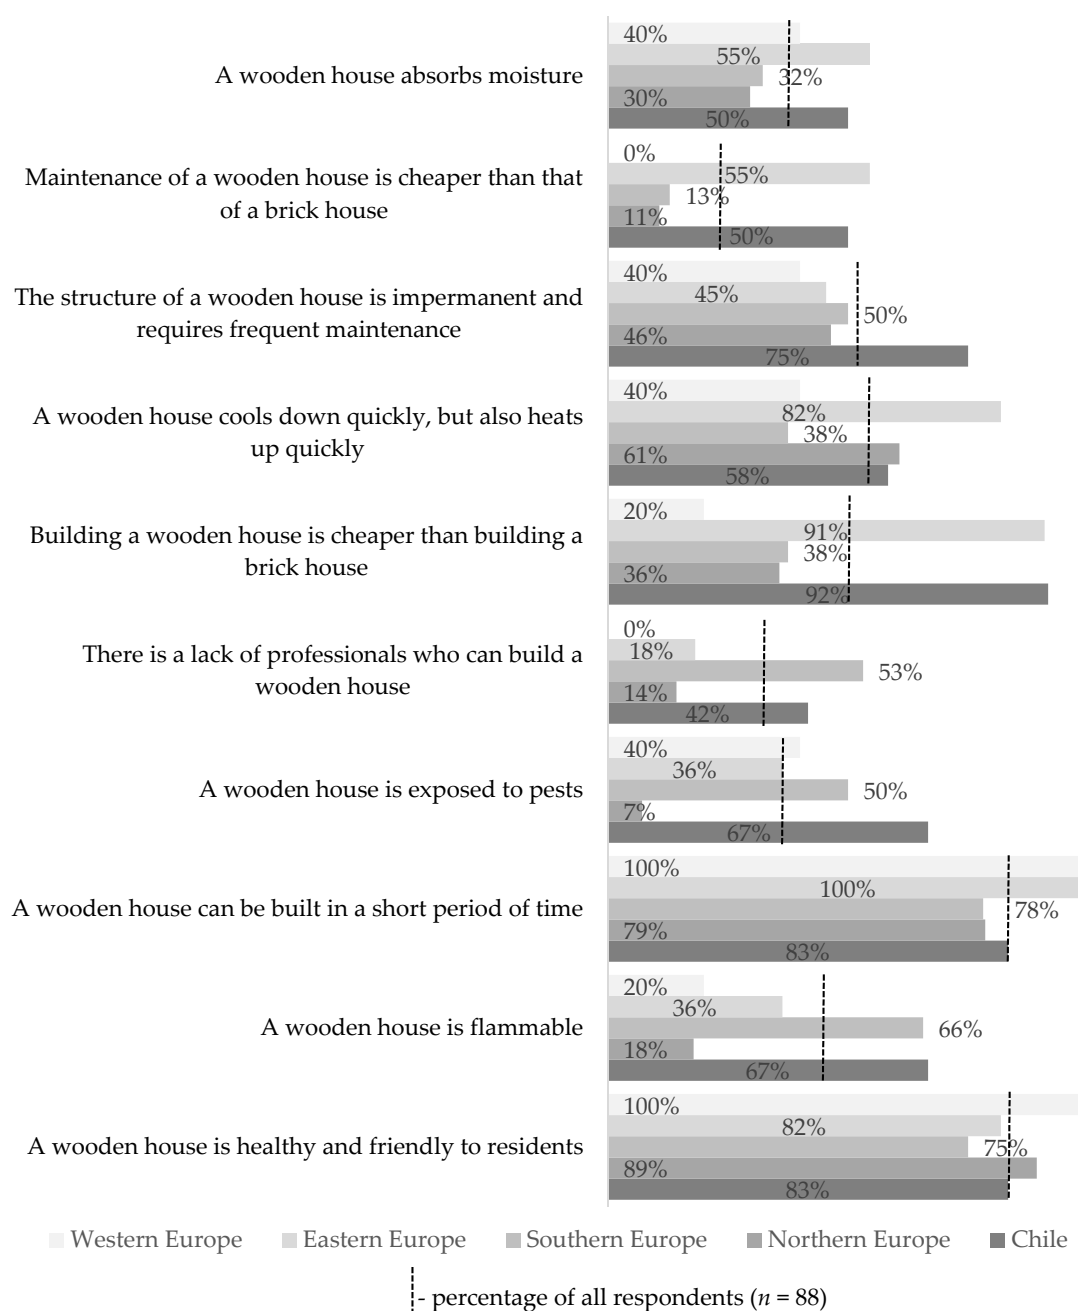 40%
55%
A wooden house absorbs moisture
32%
30%
50%
0%
Maintenance of a wooden house is cheaper than that
of a brick house
55%
13%
11%
50%
40%
The structure of a wooden house is impermanent and
requires frequent maintenance
45%
50%
46%
75%
40%
A wooden house cools down quickly, but also heats
up quickly
82%
38%
61%
58%
20%
Building a wooden house is cheaper than building a
brick house
91%
38%
36%
92%
0%
There is a lack of professionals who can build a
wooden house
18%
53%
14%
42%
40%
36%
A wooden house is exposed to pests
50%
7%
67%
100%
100%
A wooden house can be built in a short period of time
78%
79%
83%
20%
36%
A wooden house is flammable
66%
18%
67%
100%
82%
A wooden house is healthy and friendly to residents
75%
89%
83%
Western Europe Eastern Europe Southern Europe Northern Europe Chile
- percentage of all respondents (n = 88)